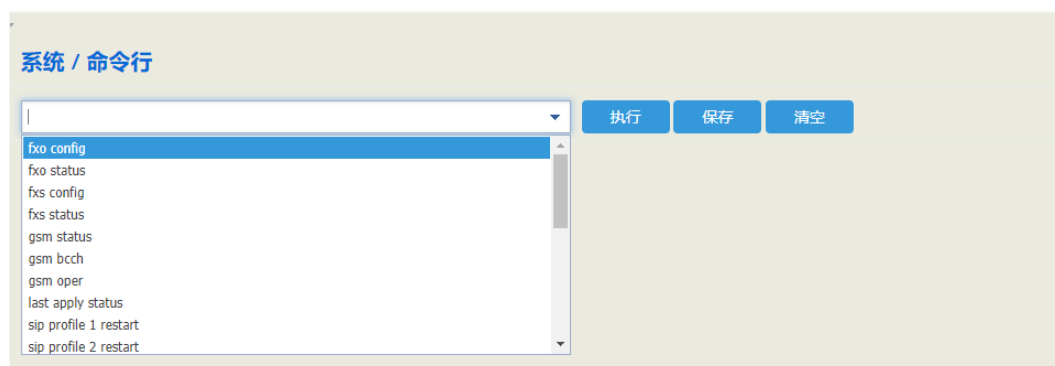 系统 / 命令行
执行 保存 清空
fxo config
fxo status
fxs config
fxs status
gsm status
gsm bcch
gsm oper
last apply status
sip profile 1 restart
sip profile 2 restart